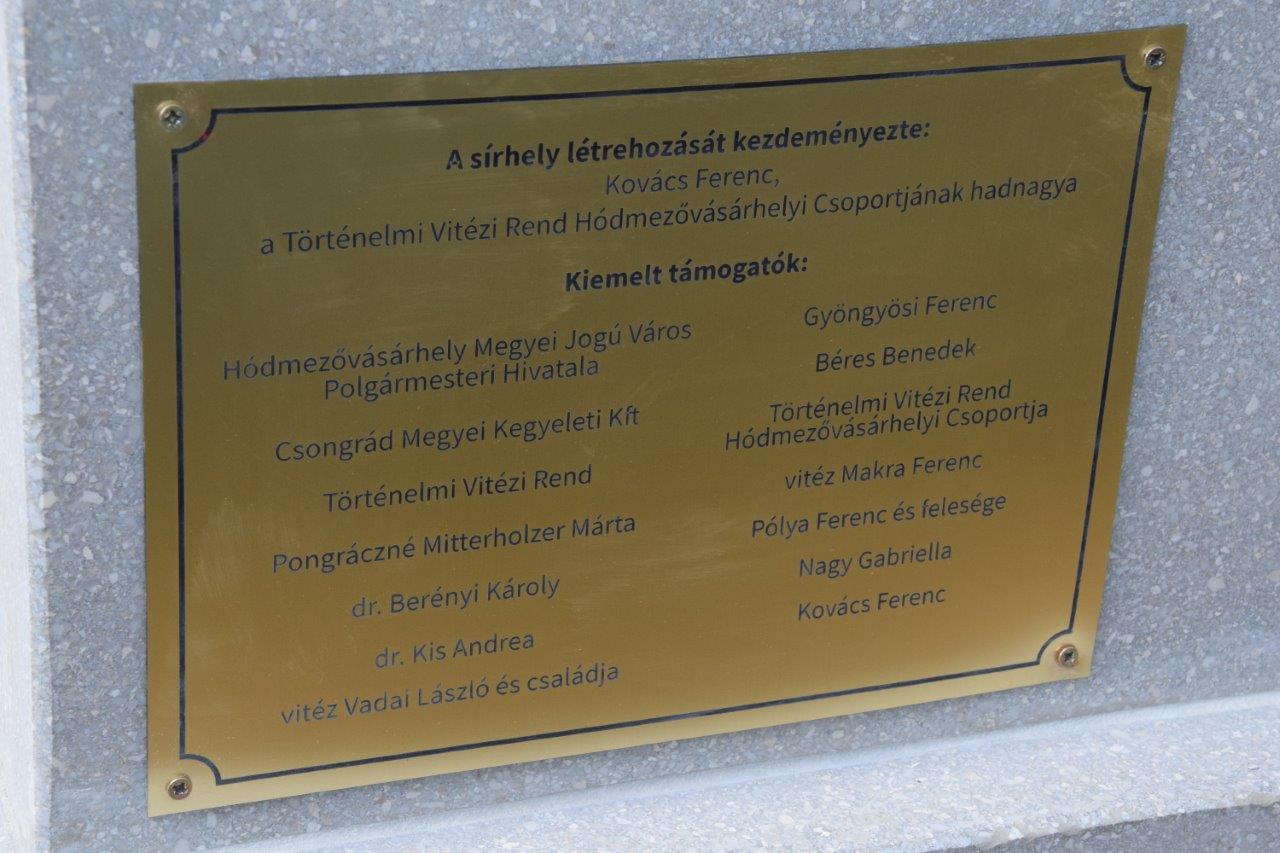 A sírhely létrehozását kezdeményezte:
Kovács Ferenc,
a Történelmi Vitézi Rend Hódmezővásárhelyi Csoportjának hadnagya
Kiemelt támogatók:
Hódmezővásárhely Megyei Jogú Város
Polgármesteri Hivatala
Csongrád Megyei Kegyeleti Kft
Történelmi Vitézi Rend
Pongráczné Mitterholzer Márta
dr. Berényi Károly
dr. Kis Andrea
vitéz Vadai László és családja
Gyöngyösi Ferenc
Béres Benedek
Történelmi Vitézi Rend
Hódmezővásárhelyi Csoportja
vitéz Makra Ferenc
Pólya Ferenc és felesége
Nagy Gabriella
Kovács Ferenc